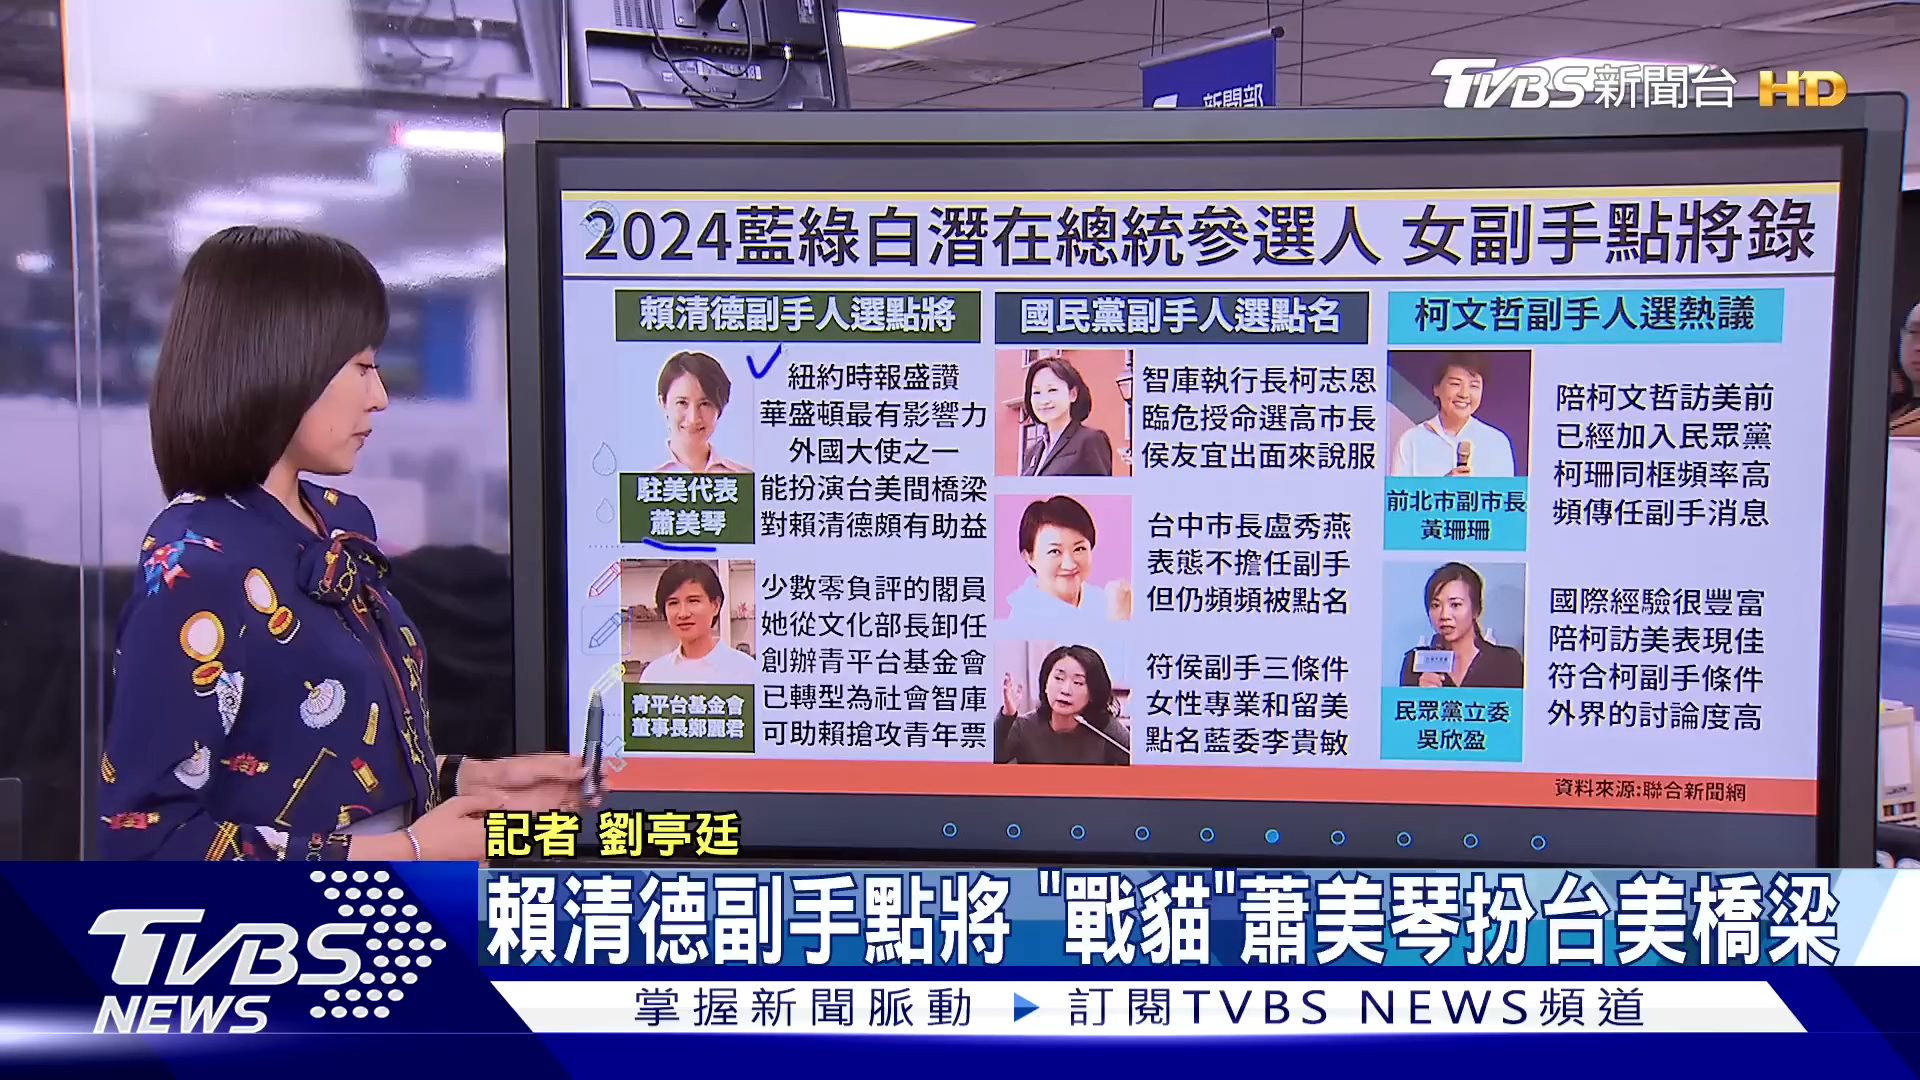 TVBS新聞台 HD
新聞部
2024藍綠白潛在總統參選人 女副手點將錄
賴清德副手人選點將
紐約時報盛讚
華盛頓最有影響力
外國大使之一
能扮演台美間橋梁
對賴清德頗有助益
駐美代表
蕭美琴
少數零負評的閣員
她從文化部長卸任
創辦青平台基金會
已轉型為社會智庫
可助賴搶攻青年票
青平台基金會
董事長鄭麗君
國民黨副手人選點名
智庫執行長柯志恩
臨危授命選高市長
侯友宜出面來說服
台中市長盧秀燕
表態不擔任副手
但仍頻頻被點名
符侯副手三條件
女性專業和留美
點名藍委李貴敏
柯文哲副手人選熱議
陪柯文哲訪美前
已經加入民眾黨
柯珊同框頻率高
頻傳任副手消息
前北市副市長
黃珊珊
國際經驗很豐富
陪柯訪美表現佳
符合柯副手條件
外界的討論度高
民眾黨立委
吳欣盈
資料來源:聯合新聞網
記者 劉亭廷
賴清德副手點將 "戰貓"蕭美琴扮台美橋梁
TVBS
NEWS
掌握新聞脈動 ▶ 訂閱TVBS NEWS頻道